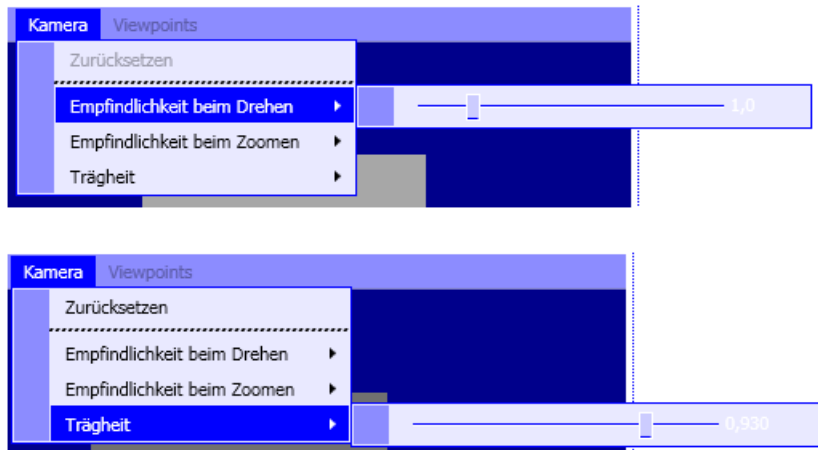 Kamera Viewpoints
Zurücksetzen
Empfindlichkeit beim Drehen 1,0
Empfindlichkeit beim Zoomen
Trägheit
Kamera Viewpoints
Zurücksetzen
Empfindlichkeit beim Drehen
Empfindlichkeit beim Zoomen
Trägheit 0,930